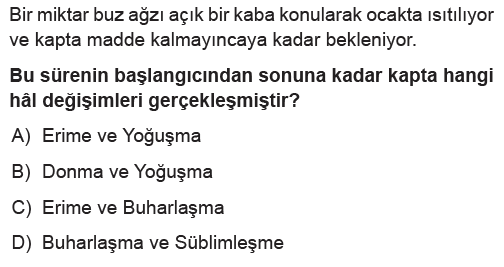 Bir miktar buz ağzı açık bir kaba konularak ocakta ısıtılıyor
ve kapta madde kalmayıncaya kadar bekleniyor.
Bu sürenin başlangıcından sonuna kadar kapta hangi
hâl değişimleri gerçekleşmiştir?
A) Erime ve Yoğuşma
B) Donma ve Yoğuşma
C) Erime ve Buharlaşma
D) Buharlaşma ve Süblimleşme